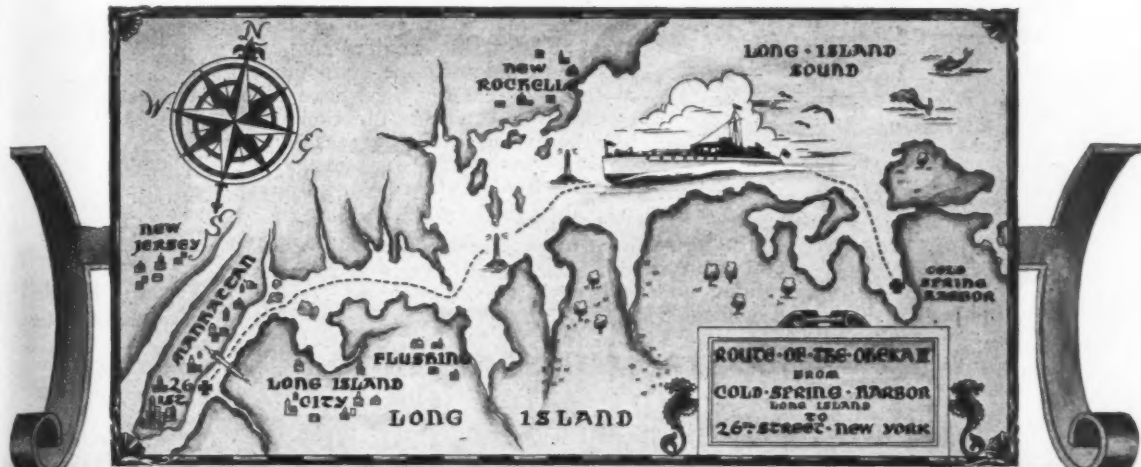 N
W
E
S
LONG · ISLAND
SOUND
NEW
ROCHELLE
NEW
JERSEY
MANHATTAN
26
ST.
LONG ISLAND
CITY
FLUSHING
LONG ISLAND
COLD
SPRING
HARBOR
ROUTE · OF · THE · OHEKA II
FROM
COLD · SPRING · HARBOR
LONG ISLAND
TO
26TH STREET · NEW YORK